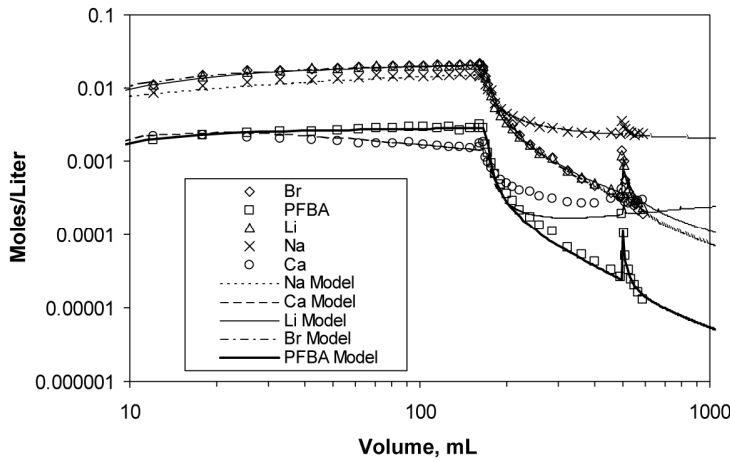 0.1
0.01
0.001
0.0001
0.00001
0.000001
Moles/Liter
Br
PFBA
Li
Na
Ca
Na Model
Ca Model
Li Model
Br Model
PFBA Model
10
100
1000
Volume, mL